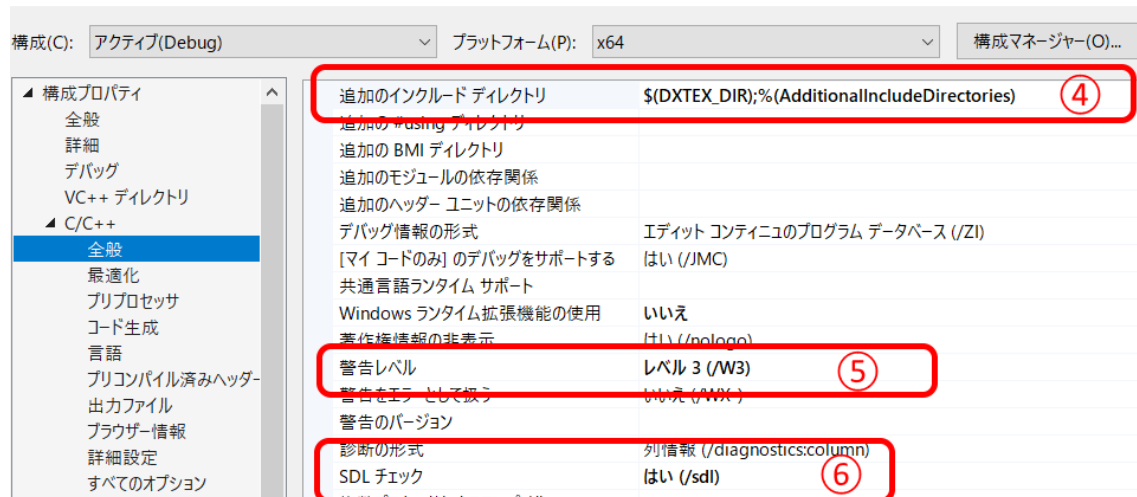 構成(C): アクティブ(Debug) プラットフォーム(P): x64 構成マネージャー(O)...
構成プロパティ
全般
詳細
デバッグ
VC++ ディレクトリ
C/C++
全般
最適化
プリプロセッサ
コード生成
言語
プリコンパイル済みヘッダー
出力ファイル
ブラウザー情報
詳細設定
すべてのオプション
追加のインクルード ディレクトリ $(DXTEX_DIR);%(AdditionalIncludeDirectories) ④
追加の #using ディレクトリ
追加の BMI ディレクトリ
追加のモジュールの依存関係
追加のヘッダー ユニットの依存関係
デバッグ情報の形式 エディット コンティニュのプログラム データベース (/ZI)
[マイ コードのみ] のデバッグをサポートする はい (/JMC)
共通言語ランタイム サポート
Windows ランタイム拡張機能の使用 いいえ
著作権情報の非表示 はい (/nologo)
警告レベル レベル 3 (/W3) ⑤
警告をエラーとして扱う いいえ (/WX-)
警告のバージョン
診断の形式 列情報 (/diagnostics:column)
SDL チェック はい (/sdl) ⑥